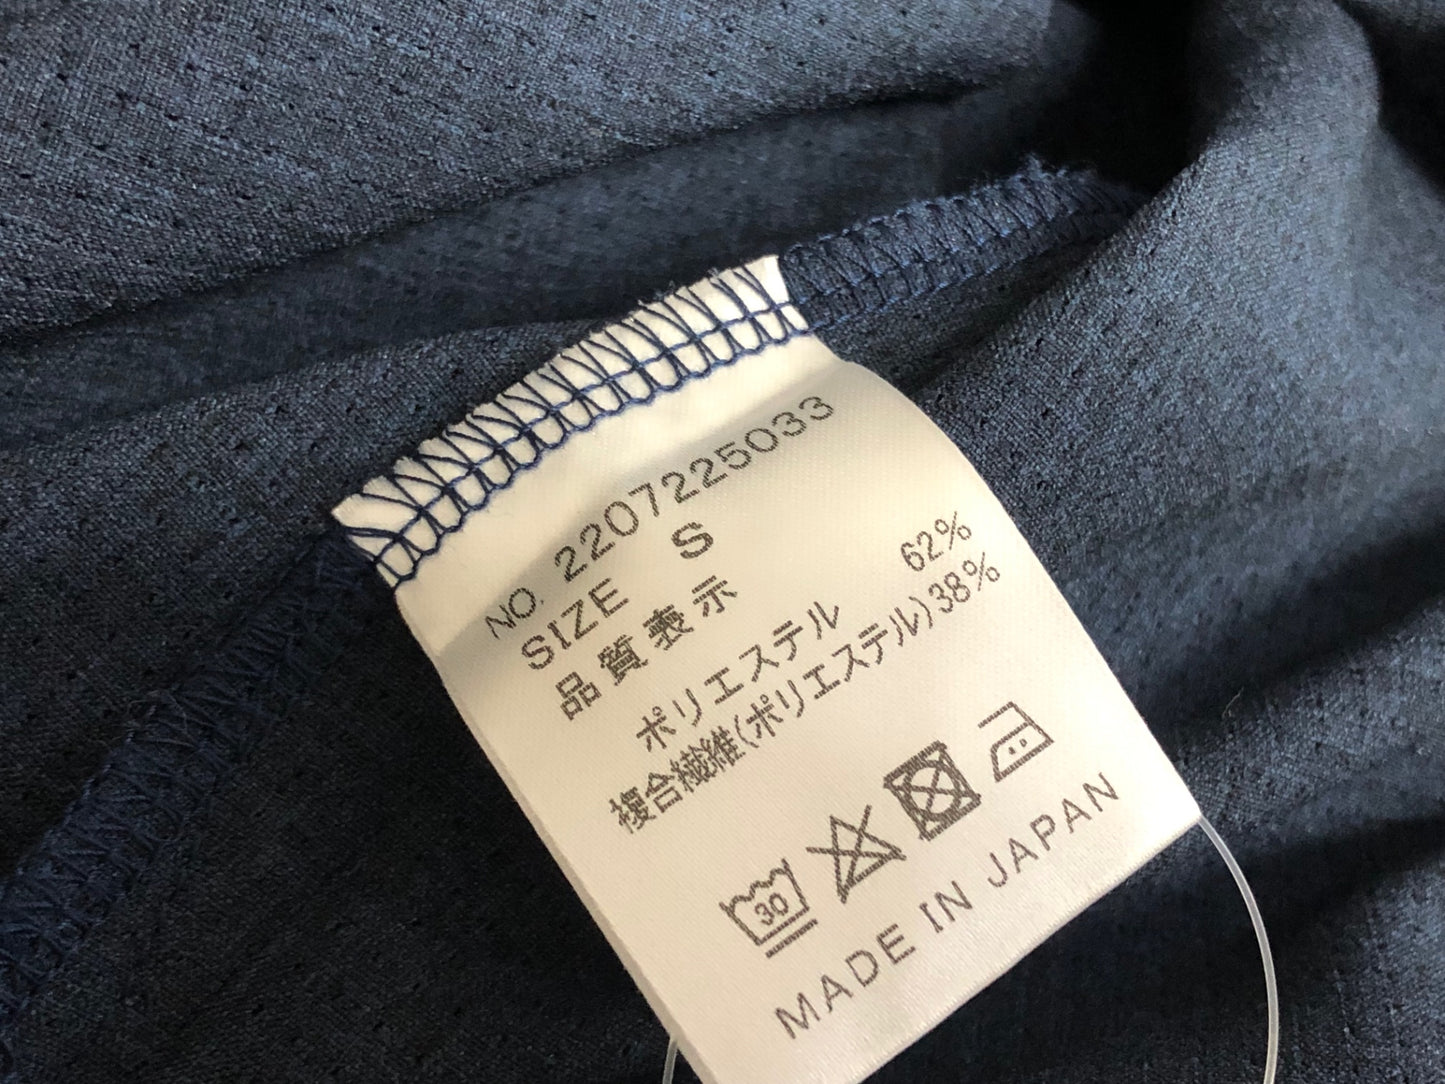 NO. 2207225033
SIZE S
品質表示
ポリエステル 62%
複合繊維(ポリエステル)38%
30
MADE IN JAPAN